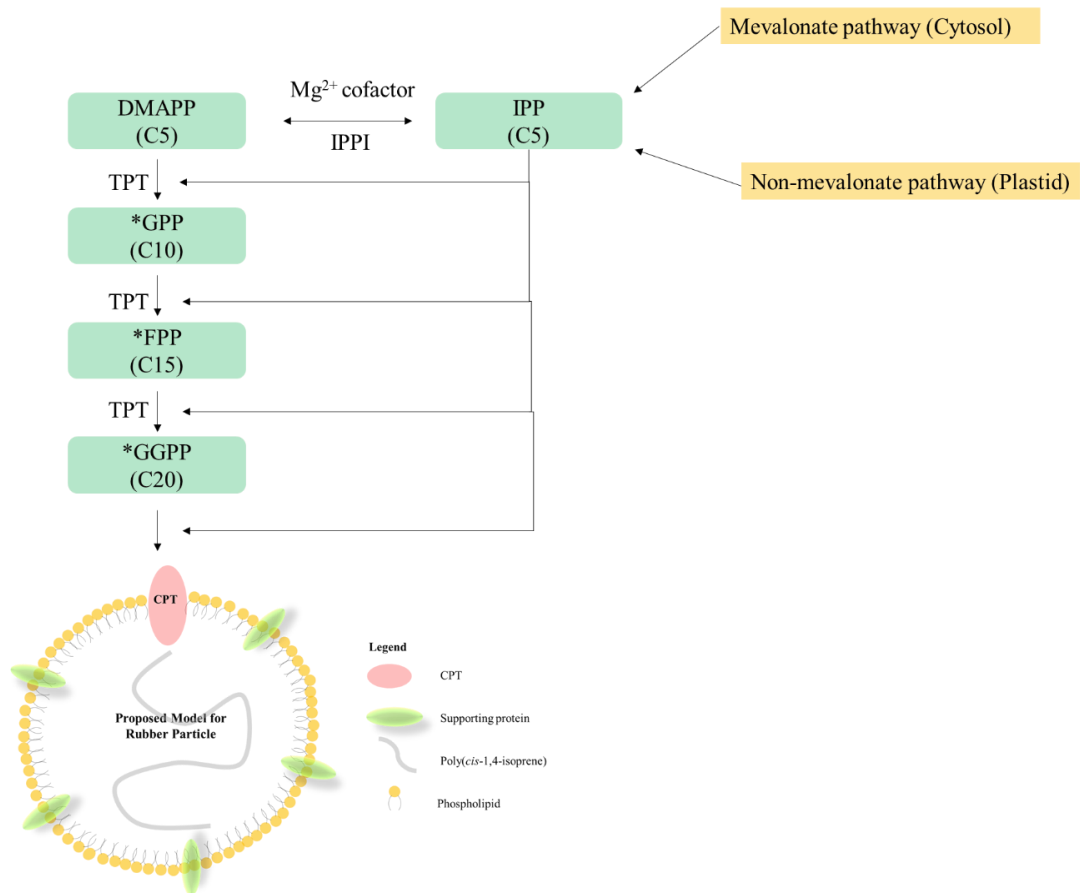 Mevalonate pathway (Cytosol)
Mg²⁺ cofactor
DMAPP
(C5)
IPP
(C5)
IPPI
TPT
Non-mevalonate pathway (Plastid)
*GPP
(C10)
TPT
*FPP
(C15)
TPT
*GGPP
(C20)
CPT
Legend
CPT
Supporting protein
Proposed Model for
Rubber Particle
Poly(cis-1,4-isoprene)
Phospholipid